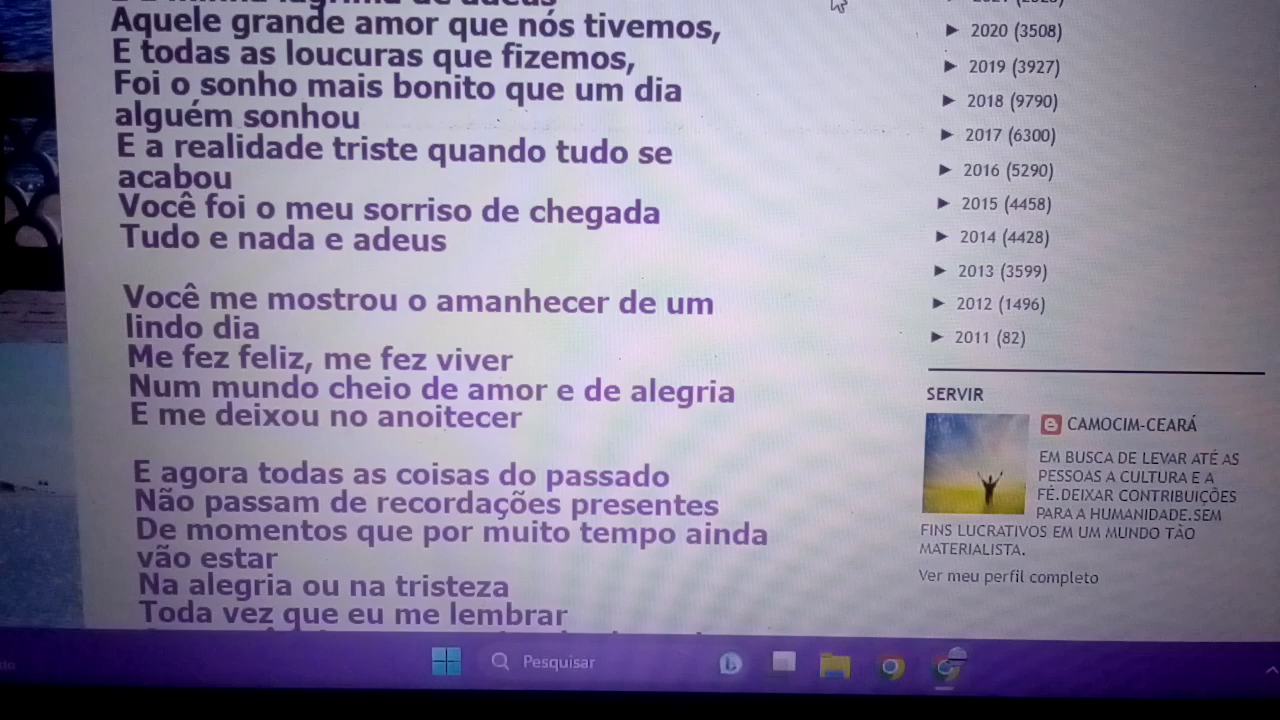 Aquele grande amor que nós tivemos,
E todas as loucuras que fizemos,
Foi o sonho mais bonito que um dia
alguém sonhou
E a realidade triste quando tudo se
acabou
Você foi o meu sorriso de chegada
Tudo e nada e adeus
Você me mostrou o amanhecer de um
lindo dia
Me fez feliz, me fez viver
Num mundo cheio de amor e de alegria
E me deixou no anoitecer
E agora todas as coisas do passado
Não passam de recordações presentes
De momentos que por muito tempo ainda
vão estar
Na alegria ou na tristeza
Toda vez que eu me lembrar
► 2020 (3508)
► 2019 (3927)
► 2018 (9790)
► 2017 (6300)
► 2016 (5290)
► 2015 (4458)
► 2014 (4428)
► 2013 (3599)
► 2012 (1496)
► 2011 (82)
SERVIR
CAMOCIM-CEARÁ
EM BUSCA DE LEVAR ATÉ AS
PESSOAS A CULTURA E A
FÉ.DEIXAR CONTRIBUIÇÕES
PARA A HUMANIDADE.SEM
FINS LUCRATIVOS EM UM MUNDO TÃO
MATERIALISTA.
Ver meu perfil completo
Pesquisar